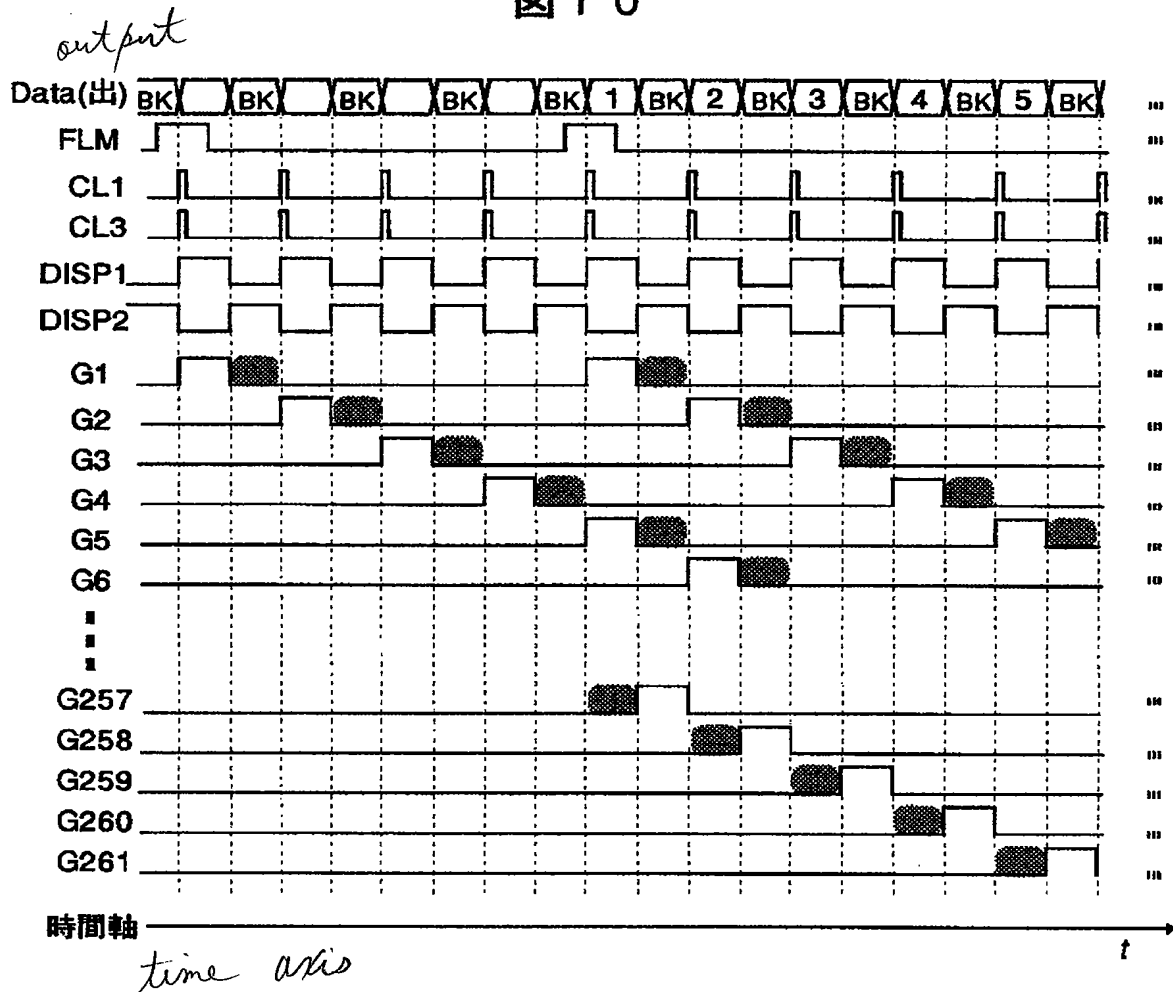 図10
output
Data(出) BK BK BK BK BK 1 BK 2 BK 3 BK 4 BK 5 BK
FLM
CL1
CL3
DISP1
DISP2
G1
G2
G3
G4
G5
G6
G257
G258
G259
G260
G261
時間軸
t
time axis